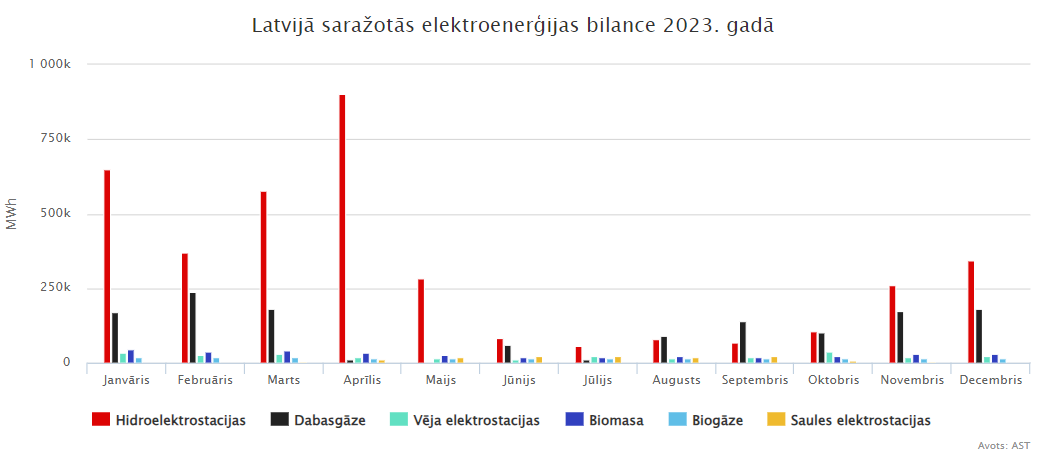 Latvijā saražotās elektroenerģijas bilance 2023. gadā
1 000k
750k
500k
250k
0
MWh
Janvāris Februāris Marts Aprīlis Maijs Jūnijs Jūlijs Augusts Septembris Oktobris Novembris Decembris
Hidroelektrostacijas Dabasgāze Vēja elektrostacijas Biomasa Biogāze Saules elektrostacijas
Avots: AST